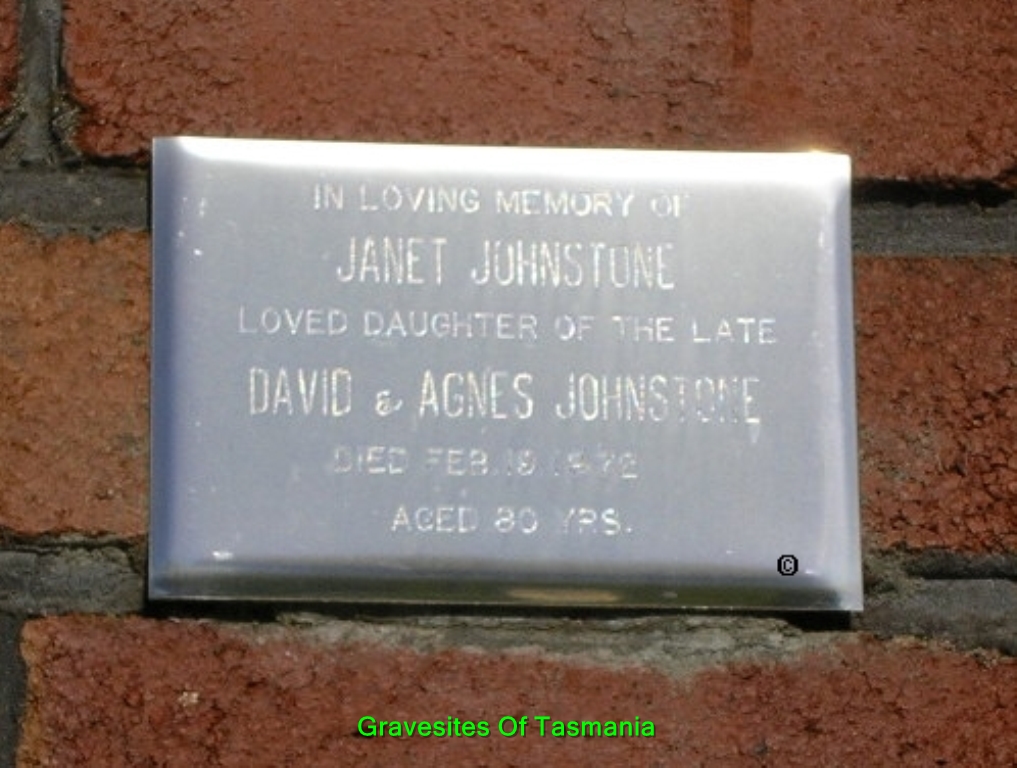 IN LOVING MEMORY OF
JANET JOHNSTONE
LOVED DAUGHTER OF THE LATE
DAVID & AGNES JOHNSTONE
DIED FEB. 19 1972
AGED 80 YRS.
©
Gravesites Of Tasmania